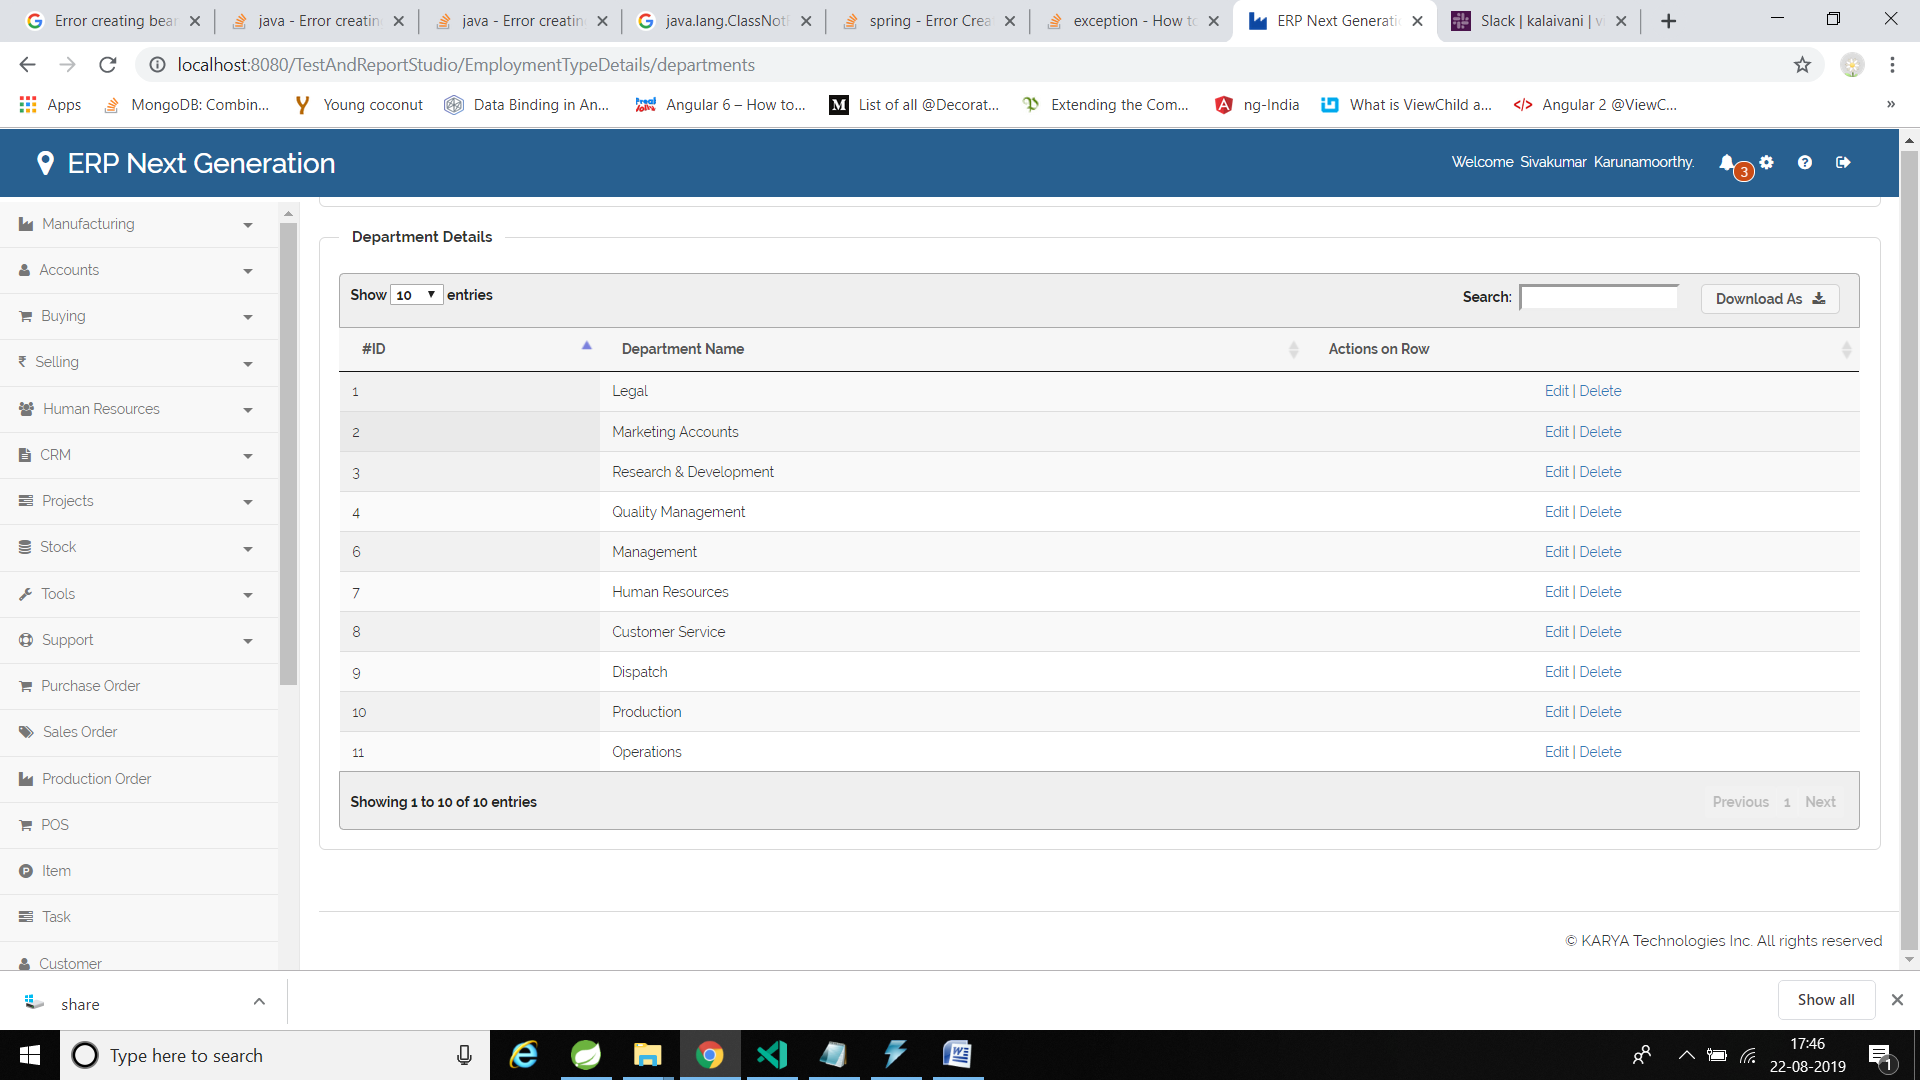 Error creating bear
java - Error creatin
java - Error creatin
java.lang.ClassNotF
spring - Error Crea
exception - How to
ERP Next Generatio
Slack | kalaivani | v
localhost:8080/TestAndReportStudio/EmploymentTypeDetails/departments
Apps
MongoDB: Combin...
Young coconut
Data Binding in An...
Angular 6 – How to...
List of all @Decorat...
Extending the Com...
ng-India
What is ViewChild a...
Angular 2 @ViewC...
»
ERP Next Generation
Welcome Sivakumar Karunamoorthy.
3
Manufacturing
Accounts
Buying
Selling
Human Resources
CRM
Projects
Stock
Tools
Support
Purchase Order
Sales Order
Production Order
POS
Item
Task
Customer
Department Details
Show 10 entries
Search:
Download As
#ID Department Name Actions on Row
1 Legal Edit | Delete
2 Marketing Accounts Edit | Delete
3 Research & Development Edit | Delete
4 Quality Management Edit | Delete
6 Management Edit | Delete
7 Human Resources Edit | Delete
8 Customer Service Edit | Delete
9 Dispatch Edit | Delete
10 Production Edit | Delete
11 Operations Edit | Delete
Showing 1 to 10 of 10 entries
Previous 1 Next
© KARYA Technologies Inc. All rights reserved
share
Show all
Type here to search
17:46
22-08-2019
1